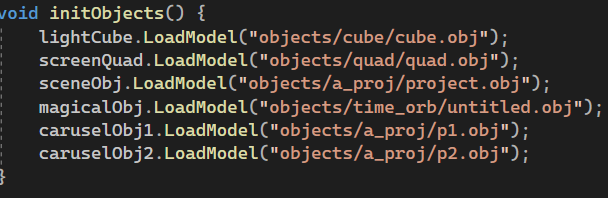 void initObjects() {
lightCube.LoadModel("objects/cube/cube.obj");
screenQuad.LoadModel("objects/quad/quad.obj");
sceneObj.LoadModel("objects/a_proj/project.obj");
magicalObj.LoadModel("objects/time_orb/untitled.obj");
caruselObj1.LoadModel("objects/a_proj/p1.obj");
caruselObj2.LoadModel("objects/a_proj/p2.obj");
}